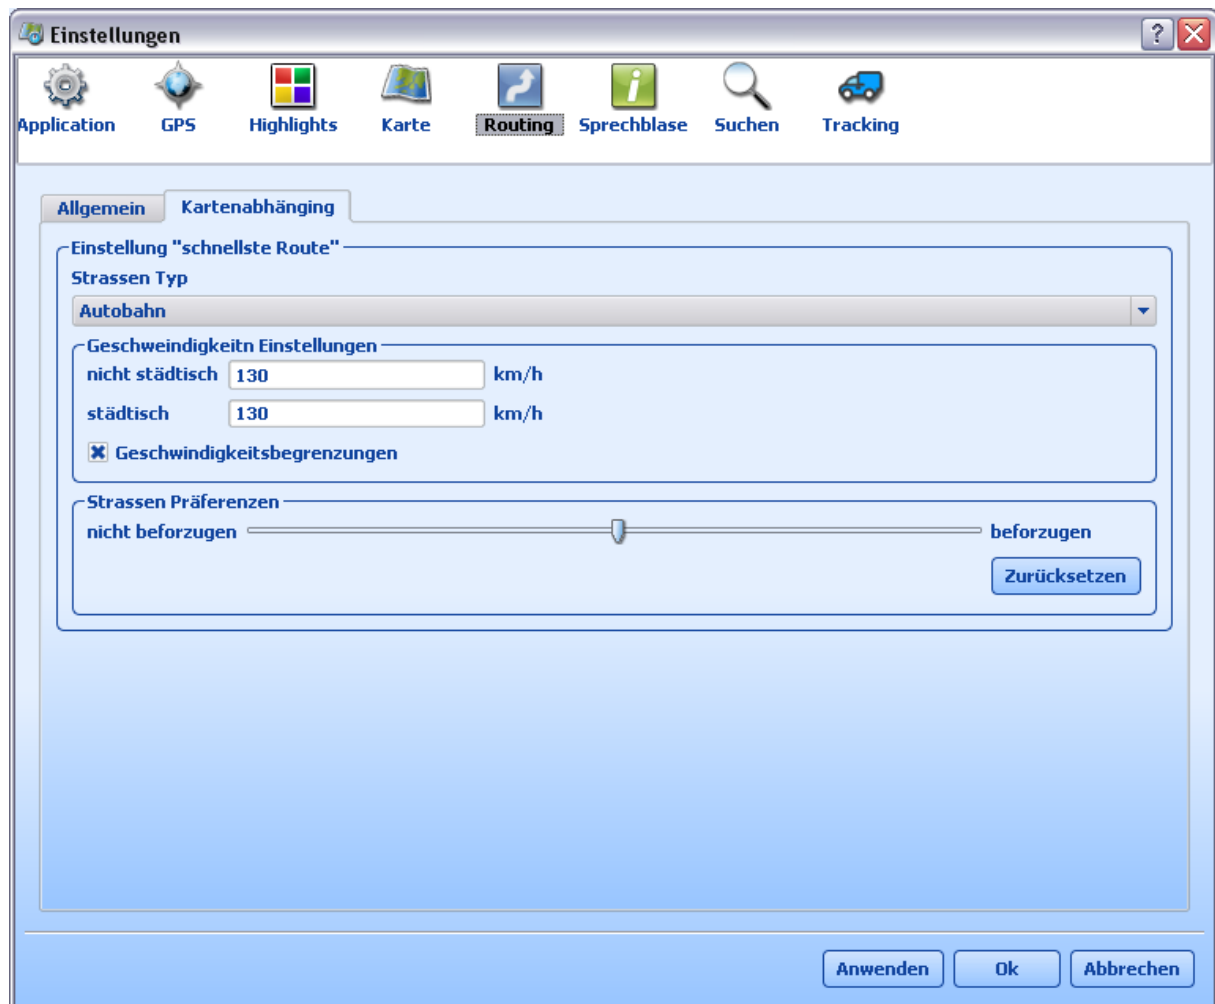 Einstellungen
?
Application GPS Highlights Karte Routing Sprechblase Suchen Tracking
Allgemein Kartenabhänging
Einstellung "schnellste Route"
Strassen Typ
Autobahn
Geschweindigkeitn Einstellungen
nicht städtisch 130 km/h
städtisch 130 km/h
Geschwindigkeitsbegrenzungen
Strassen Präferenzen
nicht beforzugen beforzugen
Zurücksetzen
Anwenden Ok Abbrechen